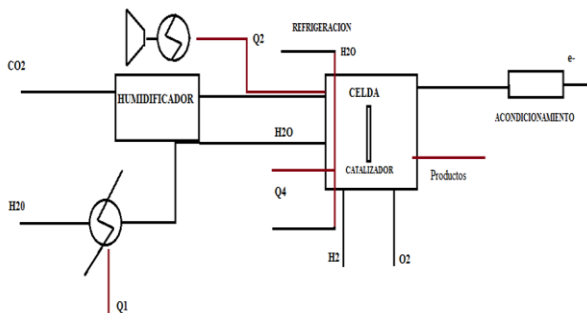 REFRIGERACION
Q2
H2O
e-
CO2
HUMIDIFICADOR
CELDA
H2O
ACONDICIONAMIENTO
CATALIZADOR
Productos
Q4
H20
H2
O2
Q1